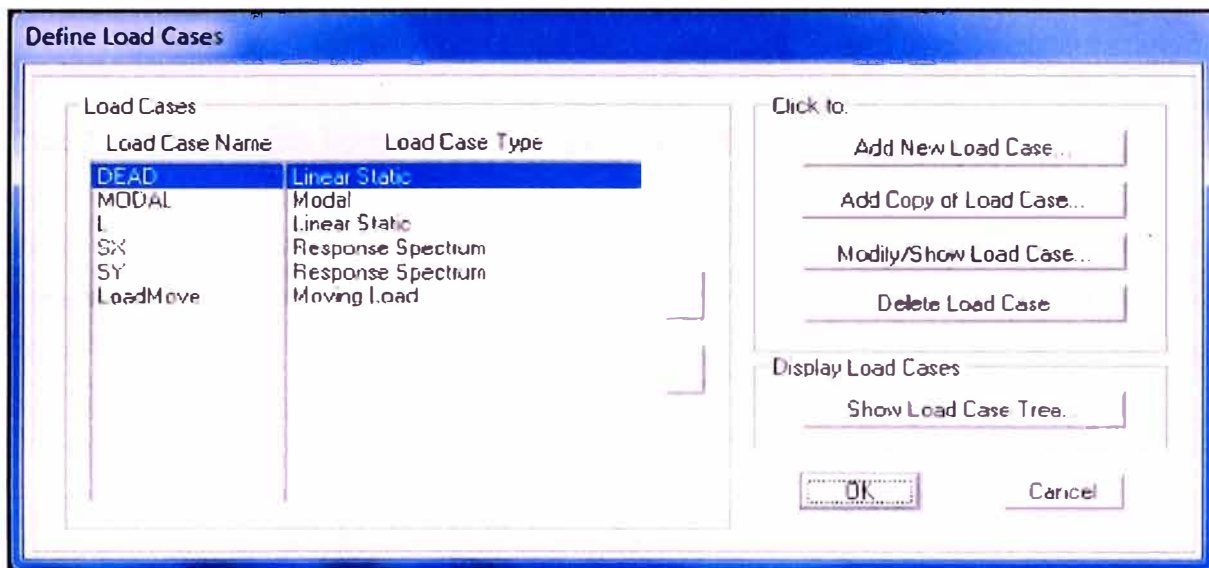 Define Load Cases
Load Cases
Load Case Name Load Case Type
DEAD Linear Static
MODAL Modal
L Linear Static
SX Response Spectrum
SY Response Spectrum
LoadMove Moving Load
Click to:
Add New Load Case...
Add Copy of Load Case...
Modify/Show Load Case...
Delete Load Case
Display Load Cases
Show Load Case Tree...
OK Cancel